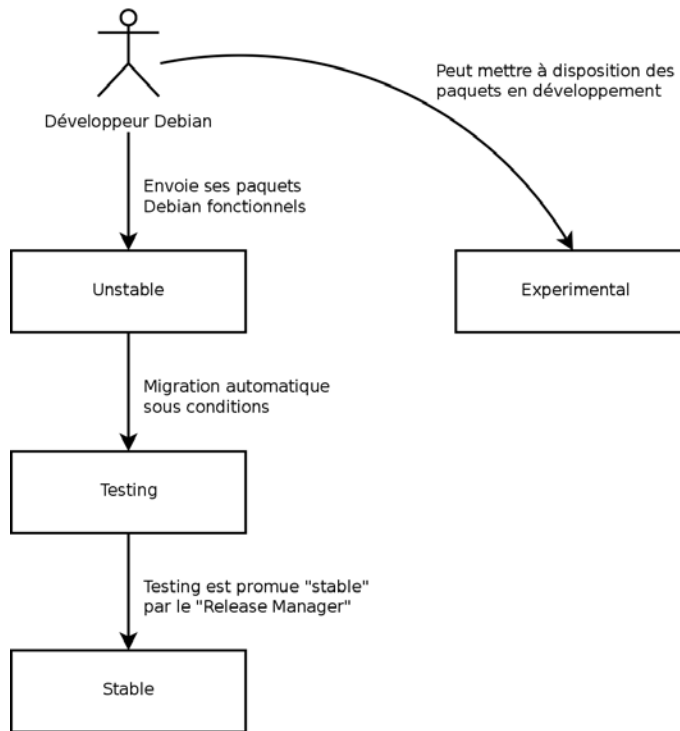 Peut mettre à disposition des
paquets en développement
Développeur Debian
Envoie ses paquets
Debian fonctionnels
Unstable
Experimental
Migration automatique
sous conditions
Testing
Testing est promue "stable"
par le "Release Manager"
Stable